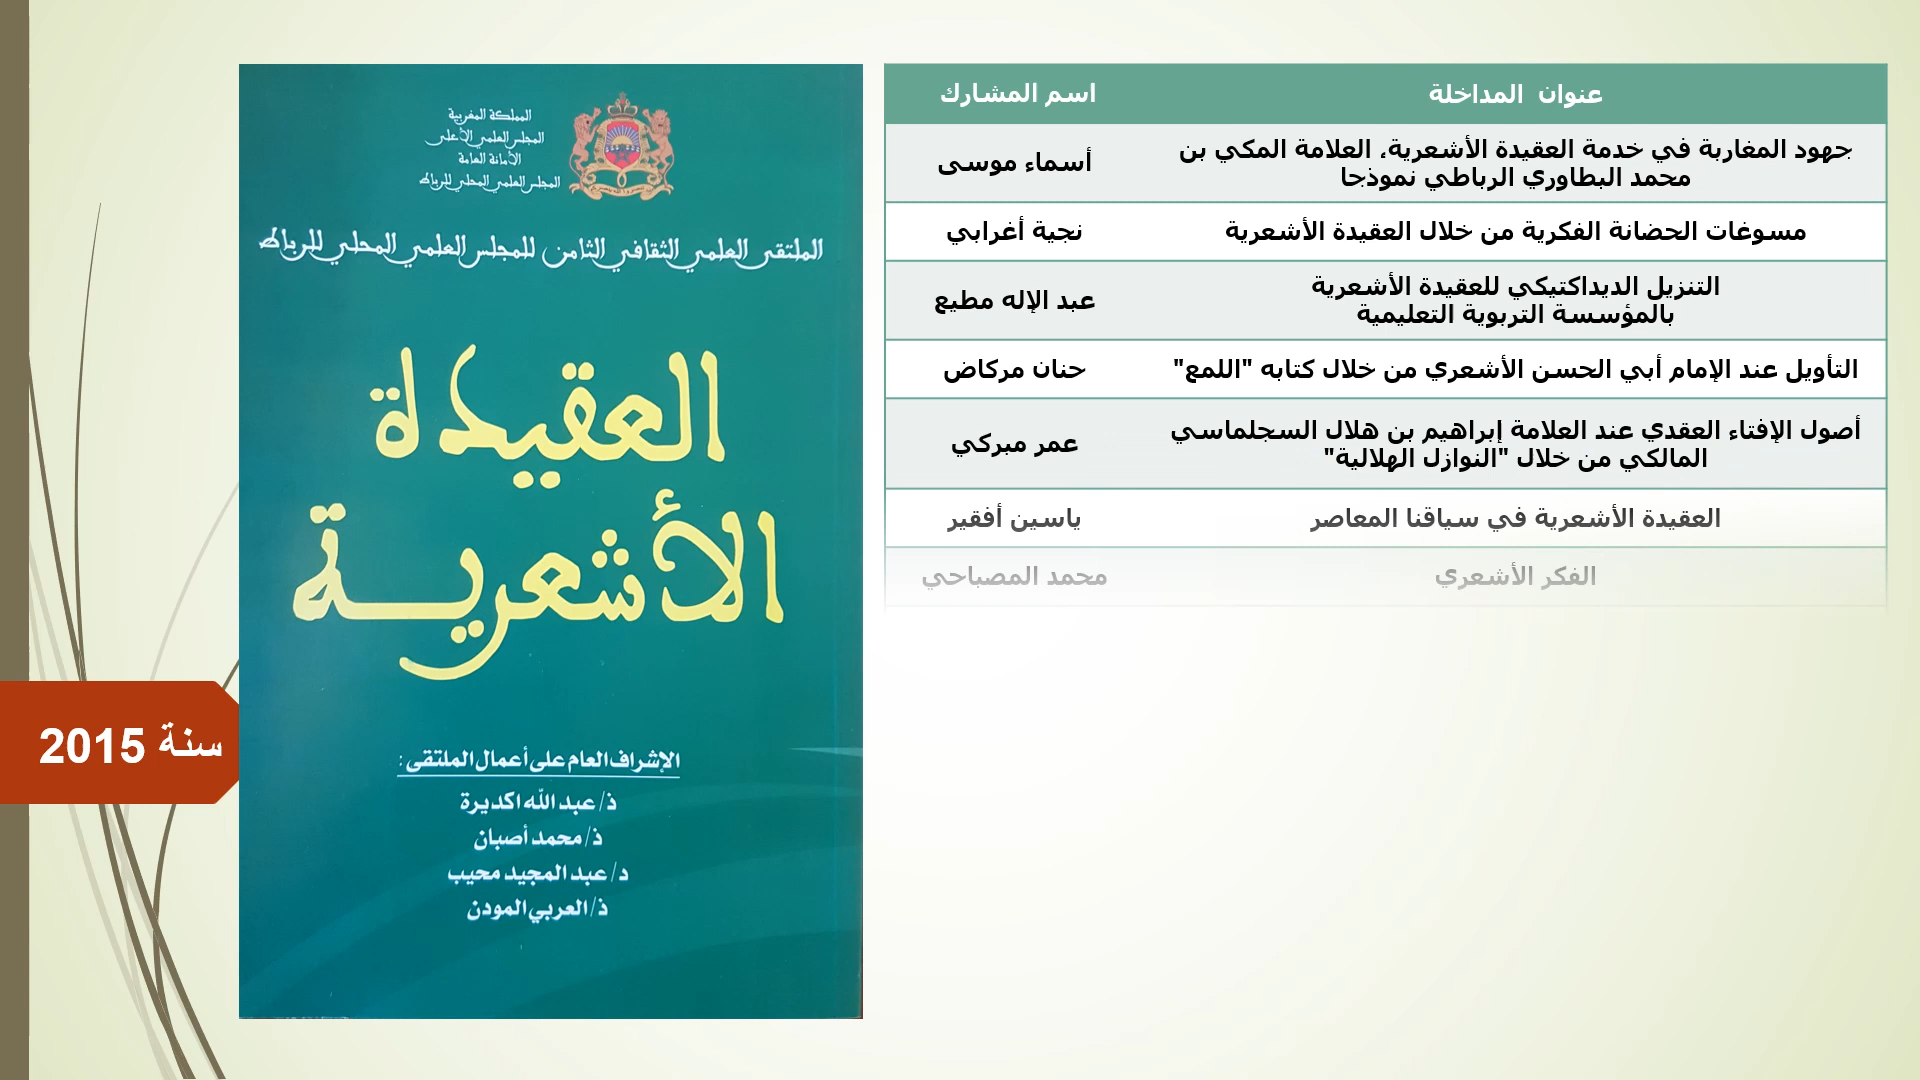 المملكة المغربية
المجلس العلمي الأعلى
الأمانة العامة
المجلس العلمي المحلي للرباط
الملتقى العلمي الثقافي الثامن للمجلس العلمي المحلي للرباط
العقيدة
الأشعرية
الإشراف العام على أعمال الملتقى :
ذ/ عبد الله اكديرة
ذ/ محمد أصبان
د/ عبد المجيد محيب
ذ/ العربي المودن
سنة 2015
عنوان المداخلة اسم المشارك
جهود المغاربة في خدمة العقيدة الأشعرية، العلامة المكي بن
محمد البطاوري الرباطي نموذجا
أسماء موسى
مسوغات الحضانة الفكرية من خلال العقيدة الأشعرية نجية أغرابي
التنزيل الديداكتيكي للعقيدة الأشعرية
بالمؤسسة التربوية التعليمية
عبد الإله مطيع
التأويل عند الإمام أبي الحسن الأشعري من خلال كتابه "اللمع" حنان مركاض
أصول الإفتاء العقدي عند العلامة إبراهيم بن هلال السجلماسي
المالكي من خلال "النوازل الهلالية"
عمر مبركي
العقيدة الأشعرية في سياقنا المعاصر ياسين أفقير
الفكر الأشعري محمد المصباحي